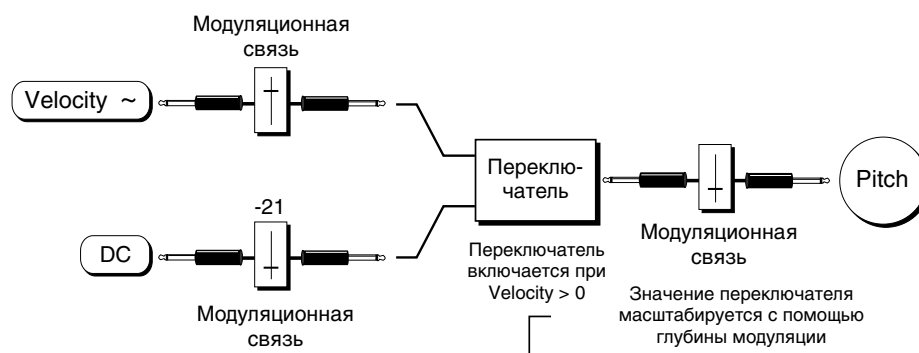 Модуляционная
связь
Velocity ~
Переклю-
чатель
Pitch
-21
DC
Модуляционная
связь
Переключатель
включается при
Velocity > 0
Модуляционная
связь
Значение переключателя
масштабируется с помощью
глубины модуляции